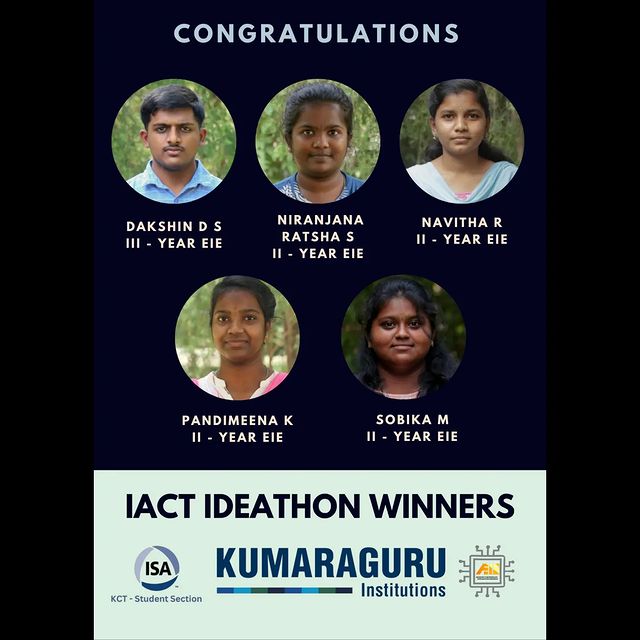 CONGRATULATIONS
DAKSHIN D S
III - YEAR EIE
NIRANJANA
RATSHA S
II - YEAR EIE
NAVITHA R
II - YEAR EIE
PANDIMEENA K
II - YEAR EIE
SOBIKA M
II - YEAR EIE
IACT IDEATHON WINNERS
ISA
KCT - Student Section
KUMARAGURU
Institutions